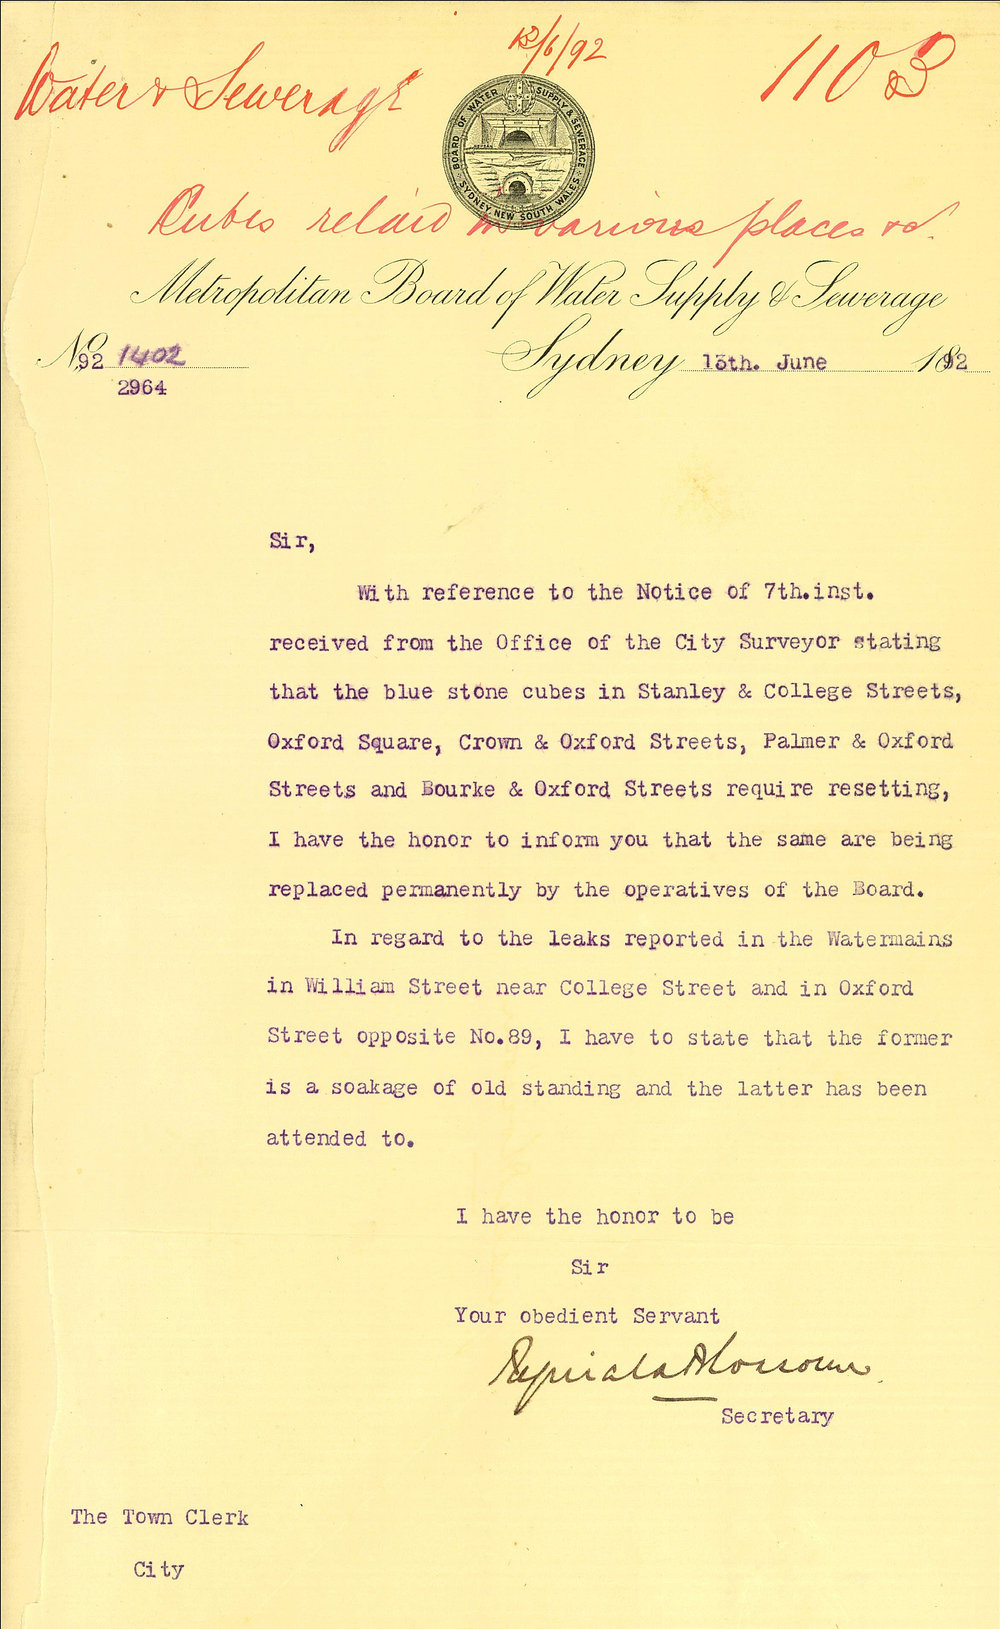 13/6/92
Water & Sewerage
1103
BOARD OF WATER SUPPLY & SEWERAGE
SYDNEY, NEW SOUTH WALES
Cubes relaid in various places &c.
Metropolitan Board of Water Supply & Sewerage
No. 92 1402
2964
Sydney 13th. June 1892
Sir,
With reference to the Notice of 7th.inst.
received from the Office of the City Surveyor stating
that the blue stone cubes in Stanley & College Streets,
Oxford Square, Crown & Oxford Streets, Palmer & Oxford
Streets and Bourke & Oxford Streets require resetting,
I have the honor to inform you that the same are being
replaced permanently by the operatives of the Board.
In regard to the leaks reported in the Watermains
in William Street near College Street and in Oxford
Street opposite No.89, I have to state that the former
is a soakage of old standing and the latter has been
attended to.
I have the honor to be
Sir
Your obedient Servant
Secretary
The Town Clerk
City